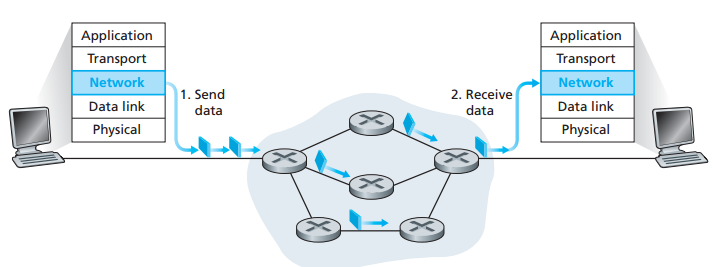 Application
Transport
Network
Data link
Physical
1. Send
data
2. Receive
data
Application
Transport
Network
Data link
Physical